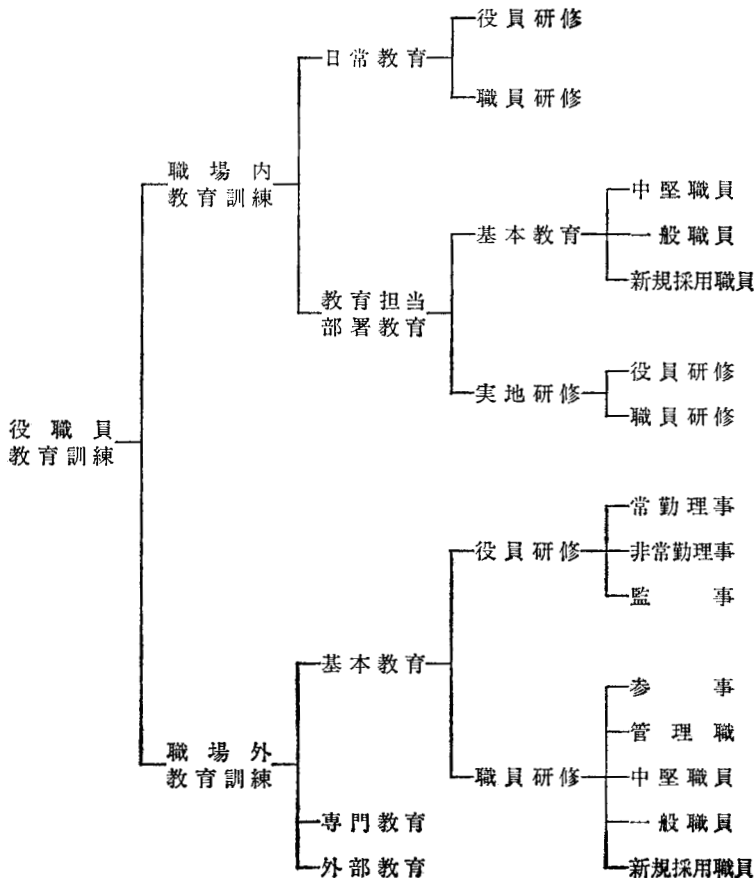 役員研修
日常教育
職員研修
職場内
教育訓練
中堅職員
基本教育
一般職員
新規採用職員
教育担当
部署教育
役員研修
実地研修
職員研修
役職員
教育訓練
常勤理事
役員研修
非常勤理事
監事
基本教育
参事
管理職
職場外
教育訓練
職員研修
中堅職員
専門教育
一般職員
外部教育
新規採用職員